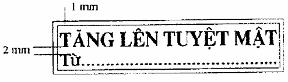 1 mm
2 mm
TĂNG LÊN TUYỆT MẬT
Từ..........................................